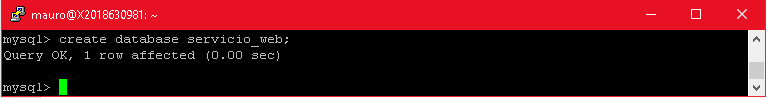 mauro@X2018630981: ~
mysql> create database servicio_web;
Query OK, 1 row affected (0.00 sec)
mysql>